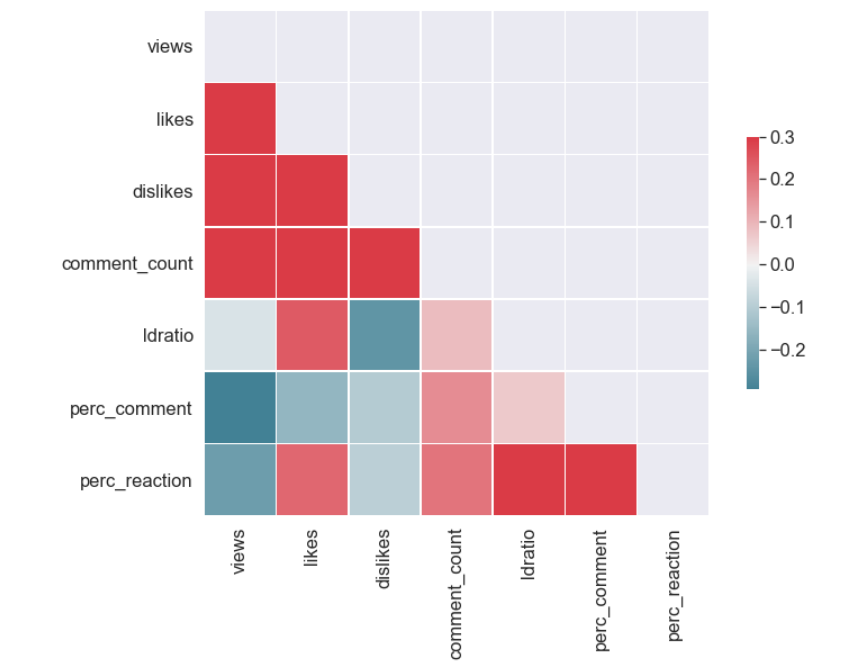 views
likes
dislikes
comment_count
ldratio
perc_comment
perc_reaction
views
likes
dislikes
comment_count
ldratio
perc_comment
perc_reaction
0.3
0.2
0.1
0.0
−0.1
−0.2